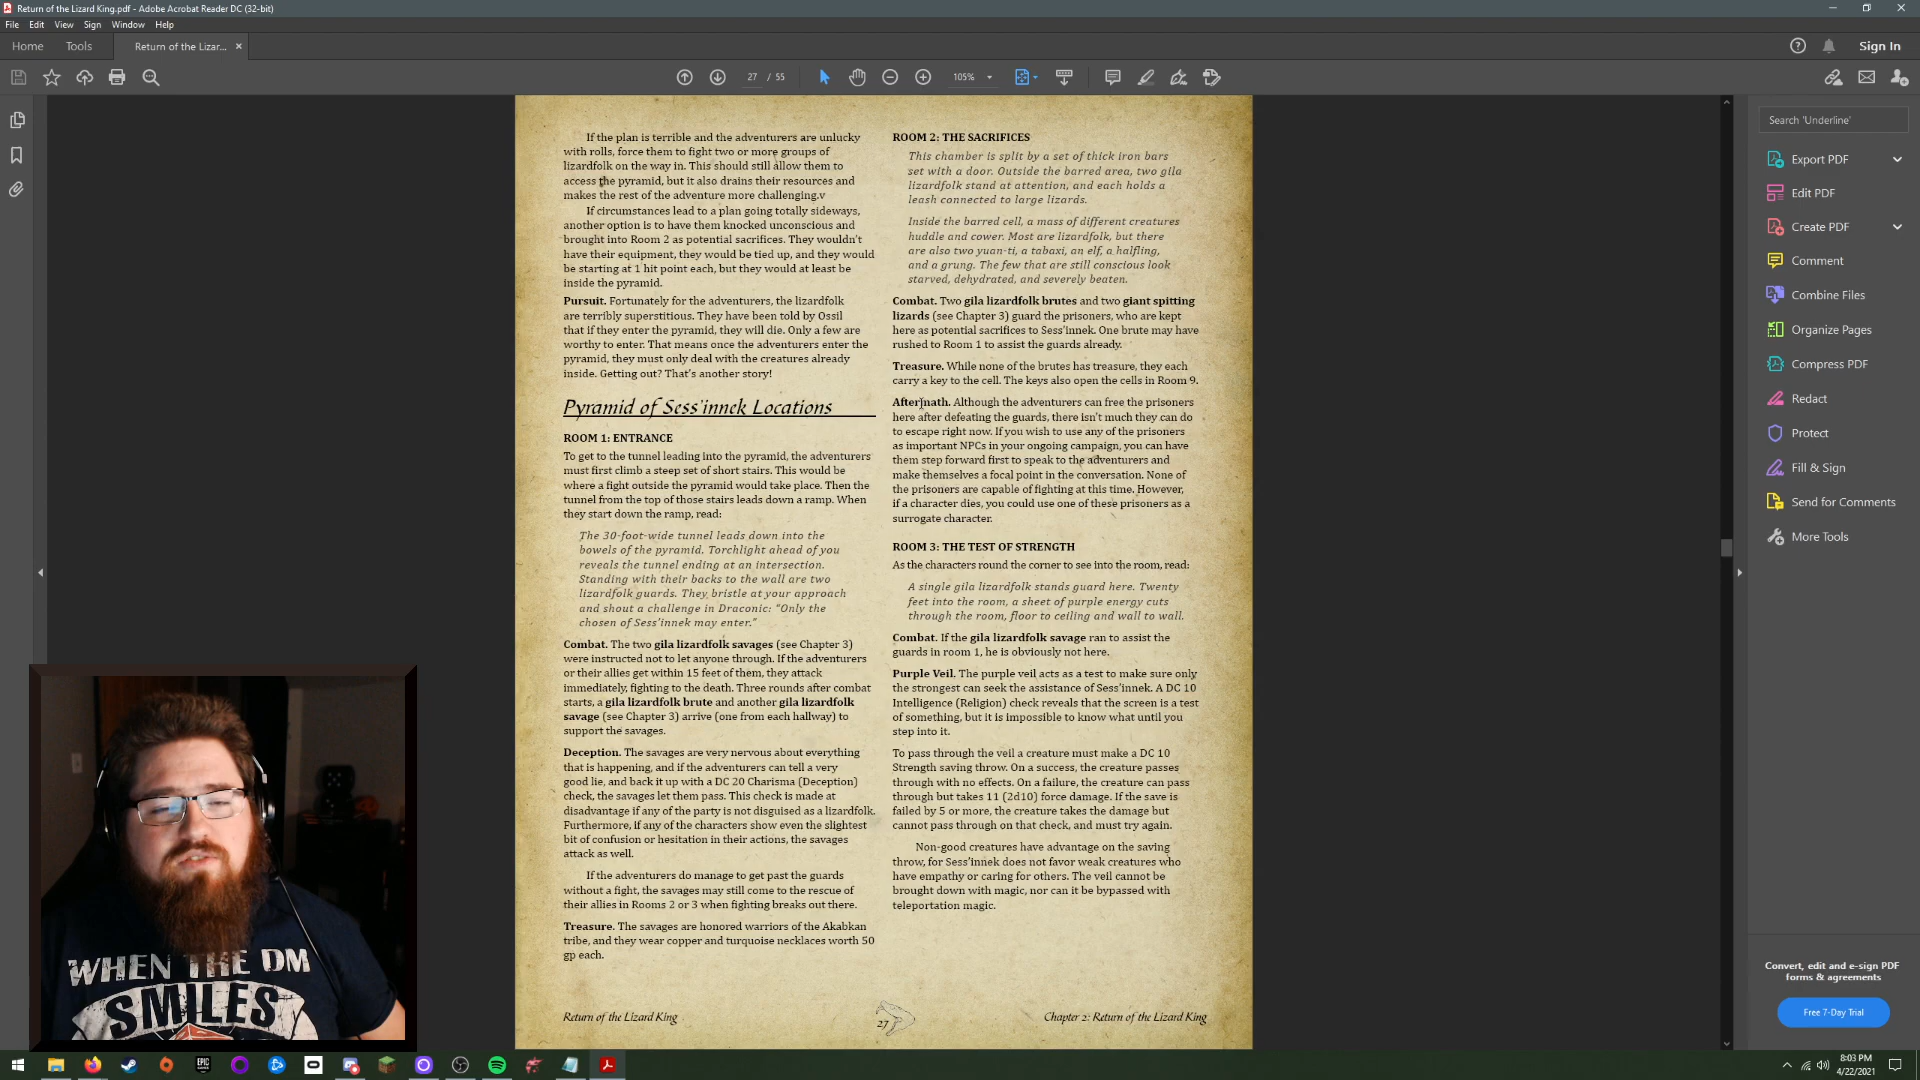 Return of the Lizard King.pdf - Adobe Acrobat Reader DC (32-bit)
File Edit View Sign Window Help
Home Tools Return of the Lizar... × Sign In
27 / 55 105%
If the plan is terrible and the adventurers are unlucky
with rolls, force them to fight two or more groups of
lizardfolk on the way in. This should still allow them to
access the pyramid, but it also drains their resources and
makes the rest of the adventure more challenging.v
If circumstances lead to a plan going totally sideways,
another option is to have them knocked unconscious and
brought into Room 2 as potential sacrifices. They wouldn't
have their equipment, they would be tied up, and they would
be starting at 1 hit point each, but they would at least be
inside the pyramid.
Pursuit. Fortunately for the adventurers, the lizardfolk
are terribly superstitious. They have been told by Ossil
that if they enter the pyramid, they will die. Only a few are
worthy to enter. That means once the adventurers enter the
pyramid, they must only deal with the creatures already
inside. Getting out? That's another story!
Pyramid of Sess'innek Locations
ROOM 1: ENTRANCE
To get to the tunnel leading into the pyramid, the adventurers
must first climb a steep set of short stairs. This would be
where a fight outside the pyramid would take place. Then the
tunnel from the top of those stairs leads down a ramp. When
they start down the ramp, read:
The 30-foot-wide tunnel leads down into the
bowels of the pyramid. Torchlight ahead of you
reveals the tunnel ending at an intersection.
Standing with their backs to the wall are two
lizardfolk guards. They bristle at your approach
and shout a challenge in Draconic: "Only the
chosen of Sess'innek may enter."
Combat. The two gila lizardfolk savages (see Chapter 3)
were instructed not to let anyone through. If the adventurers
or their allies get within 15 feet of them, they attack
immediately, fighting to the death. Three rounds after combat
starts, a gila lizardfolk brute and another gila lizardfolk
savage (see Chapter 3) arrive (one from each hallway) to
support the savages.
Deception. The savages are very nervous about everything
that is happening, and if the adventurers can tell a very
good lie, and back it up with a DC 20 Charisma (Deception)
check, the savages let them pass. This check is made at
disadvantage if any of the party is not disguised as a lizardfolk.
Furthermore, if any of the characters show even the slightest
bit of confusion or hesitation in their actions, the savages
attack as well.
If the adventurers do manage to get past the guards
without a fight, the savages may still come to the rescue of
their allies in Rooms 2 or 3 when fighting breaks out there.
Treasure. The savages are honored warriors of the Akabkan
tribe, and they wear copper and turquoise necklaces worth 50
gp each.
ROOM 2: THE SACRIFICES
This chamber is split by a set of thick iron bars
set with a door. Outside the barred area, two gila
lizardfolk stand at attention, and each holds a
leash connected to large lizards.
Inside the barred cell, a mass of different creatures
huddle and cower. Most are lizardfolk, but there
are also two yuan-ti, a tabaxi, an elf, a halfling,
and a grung. The few that are still conscious look
starved, dehydrated, and severely beaten.
Combat. Two gila lizardfolk brutes and two giant spitting
lizards (see Chapter 3) guard the prisoners, who are kept
here as potential sacrifices to Sess'innek. One brute may have
rushed to Room 1 to assist the guards already.
Treasure. While none of the brutes has treasure, they each
carry a key to the cell. The keys also open the cells in Room 9.
Aftermath. Although the adventurers can free the prisoners
here after defeating the guards, there isn't much they can do
to escape right now. If you wish to use any of the prisoners
as important NPCs in your ongoing campaign, you can have
them step forward first to speak to the adventurers and
make themselves a focal point in the conversation. None of
the prisoners are capable of fighting at this time. However,
if a character dies, you could use one of these prisoners as a
surrogate character.
ROOM 3: THE TEST OF STRENGTH
As the characters round the corner to see into the room, read:
A single gila lizardfolk stands guard here. Twenty
feet into the room, a sheet of purple energy cuts
through the room, floor to ceiling and wall to wall.
Combat. If the gila lizardfolk savage ran to assist the
guards in room 1, he is obviously not here.
Purple Veil. The purple veil acts as a test to make sure only
the strongest can seek the assistance of Sess'innek. A DC 10
Intelligence (Religion) check reveals that the screen is a test
of something, but it is impossible to know what until you
step into it.
To pass through the veil a creature must make a DC 10
Strength saving throw. On a success, the creature passes
through with no effects. On a failure, the creature can pass
through but takes 11 (2d10) force damage. If the save is
failed by 5 or more, the creature takes the damage but
cannot pass through on that check, and must try again.
Non-good creatures have advantage on the saving
throw, for Sess'innek does not favor weak creatures who
have empathy or caring for others. The veil cannot be
brought down with magic, nor can it be bypassed with
teleportation magic.
Return of the Lizard King 27 Chapter 2: Return of the Lizard King
Search 'Underline'
Export PDF
Edit PDF
Create PDF
Comment
Combine Files
Organize Pages
Compress PDF
Redact
Protect
Fill & Sign
Send for Comments
More Tools
Convert, edit and e-sign PDF
forms & agreements
Free 7-Day Trial
WHEN THE DM
SMILES
EPIC
GAMES
8:03 PM
4/22/2021